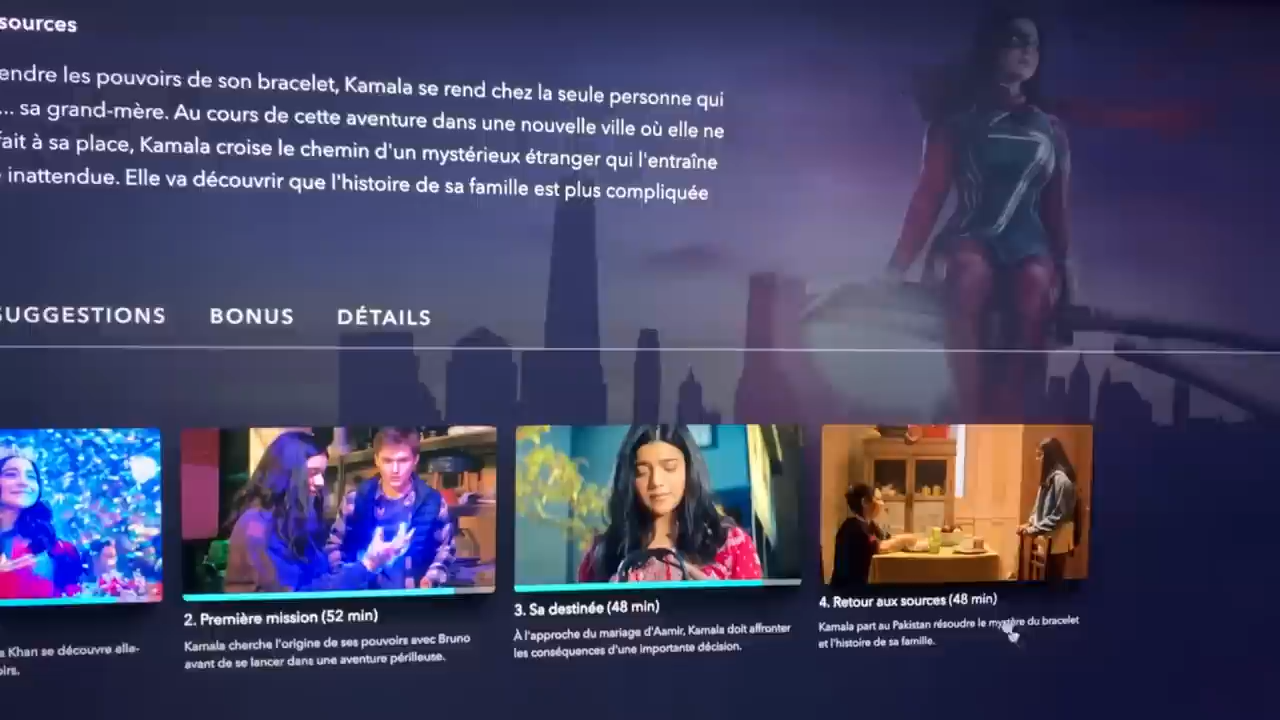 sources
endre les pouvoirs de son bracelet, Kamala se rend chez la seule personne qui
... sa grand-mère. Au cours de cette aventure dans une nouvelle ville où elle ne
fait à sa place, Kamala croise le chemin d'un mystérieux étranger qui l'entraîne
inattendue. Elle va découvrir que l'histoire de sa famille est plus compliquée
SUGGESTIONS BONUS DÉTAILS
a Khan se découvre elle-
oirs.
2. Première mission (52 min)
Kamala cherche l'origine de ses pouvoirs avec Bruno
avant de se lancer dans une aventure périlleuse.
3. Sa destinée (48 min)
À l'approche du mariage d'Aamir, Kamala doit affronter
les conséquences d'une importante décision.
4. Retour aux sources (48 min)
Kamala part au Pakistan résoudre le mystère du bracelet
et l'histoire de sa famille.